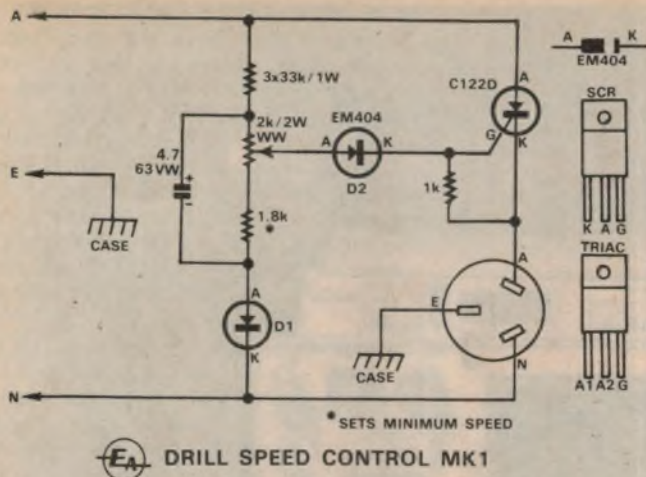 A
3x33k/1W
2k/2W
WW
4.7
63VW
+
-
EM404
A
K
D2
C122D
A
G
K
1k
E
CASE
1.8k
*
A
D1
K
A
E
N
CASE
N
*SETS MINIMUM SPEED
EA DRILL SPEED CONTROL MK1
A K
EM404
SCR
K A G
TRIAC
A1 A2 G